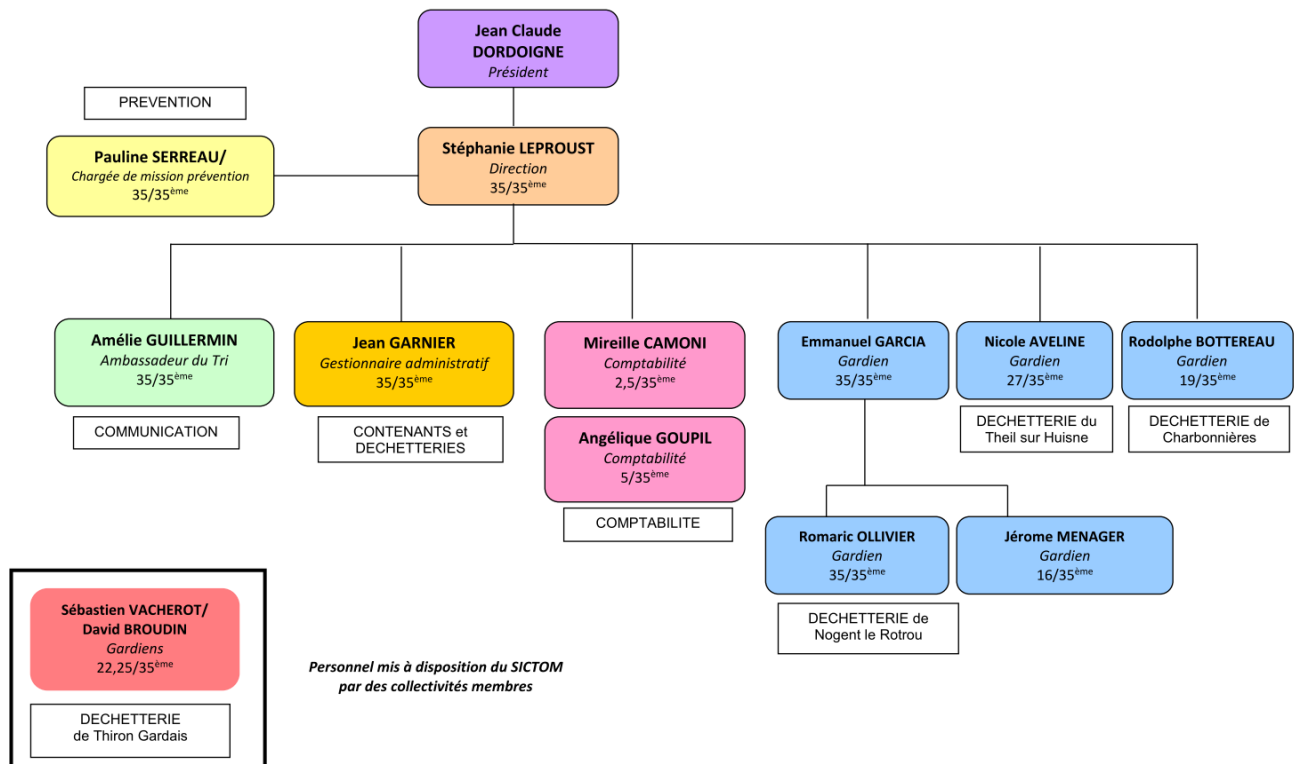 Jean Claude
DORDOIGNE
Président
PREVENTION
Pauline SERREAU/
Chargée de mission prévention
35/35ème
Stéphanie LEPROUST
Direction
35/35ème
Amélie GUILLERMIN
Ambassadeur du Tri
35/35ème
COMMUNICATION
Jean GARNIER
Gestionnaire administratif
35/35ème
CONTENANTS et
DECHETTERIES
Mireille CAMONI
Comptabilité
2,5/35ème
Angélique GOUPIL
Comptabilité
5/35ème
COMPTABILITE
Emmanuel GARCIA
Gardien
35/35ème
Nicole AVELINE
Gardien
27/35ème
DECHETTERIE du
Theil sur Huisne
Rodolphe BOTTEREAU
Gardien
19/35ème
DECHETTERIE de
Charbonnières
Romaric OLLIVIER
Gardien
35/35ème
DECHETTERIE de
Nogent le Rotrou
Jérome MENAGER
Gardien
16/35ème
Sébastien VACHEROT/
David BROUDIN
Gardiens
22,25/35ème
DECHETTERIE
de Thiron Gardais
Personnel mis à disposition du SICTOM
par des collectivités membres